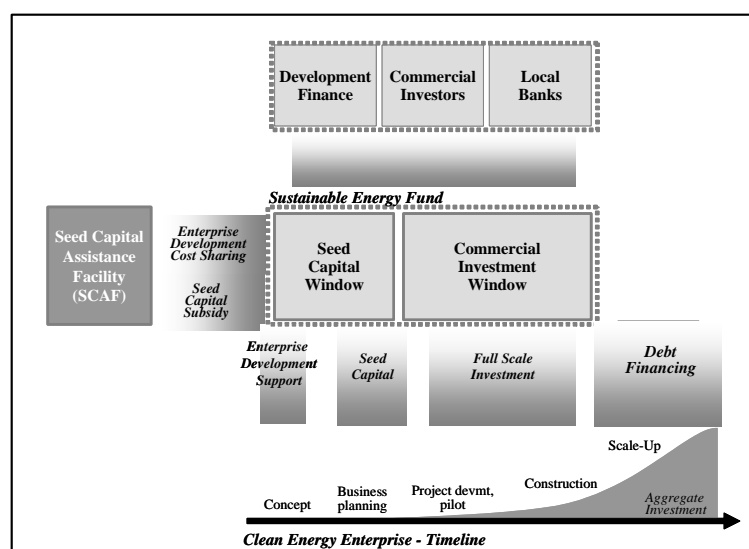 Development
Finance
Commercial
Investors
Local
Banks
Sustainable Energy Fund
Seed Capital
Assistance
Facility
(SCAF)
Enterprise
Development
Cost Sharing
Seed
Capital
Subsidy
Seed
Capital
Window
Commercial
Investment
Window
Enterprise
Development
Support
Seed
Capital
Full Scale
Investment
Debt
Financing
Scale-Up
Construction
Project devmt,
pilot
Business
planning
Concept
Aggregate
Investment
Clean Energy Enterprise - Timeline